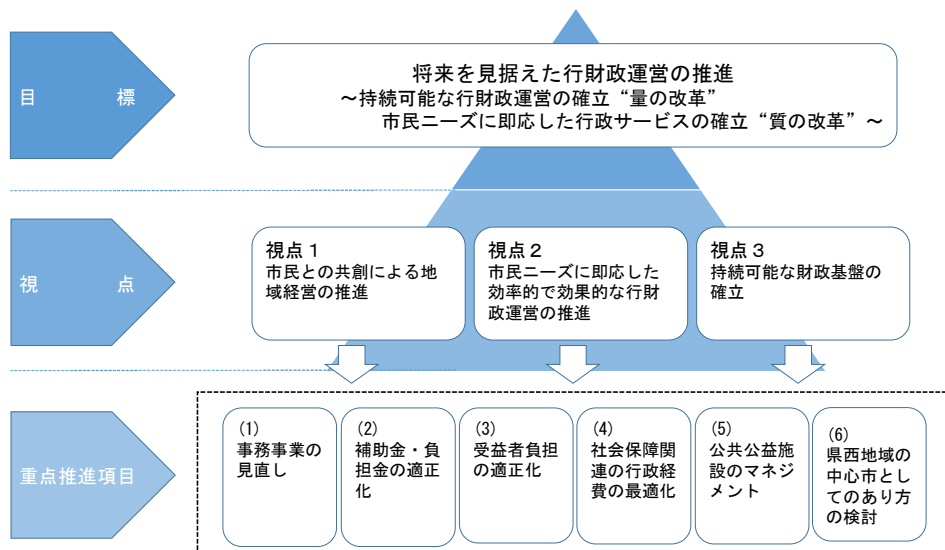 目　　標
将来を見据えた行財政運営の推進
～持続可能な行財政運営の確立“量の改革”
市民ニーズに即応した行政サービスの確立“質の改革”～
視　　点
視点１
市民との共創による地
域経営の推進
視点２
市民ニーズに即応した
効率的で効果的な行財
政運営の推進
視点３
持続可能な財政基盤の
確立
重点推進項目
(1)
事務事業の
見直し
(2)
補助金・負
担金の適正
化
(3)
受益者負担
の適正化
(4)
社会保障関
連の行政経
費の最適化
(5)
公共公益施
設のマネジ
メント
(6)
県西地域の
中心市とし
てのあり方
の検討